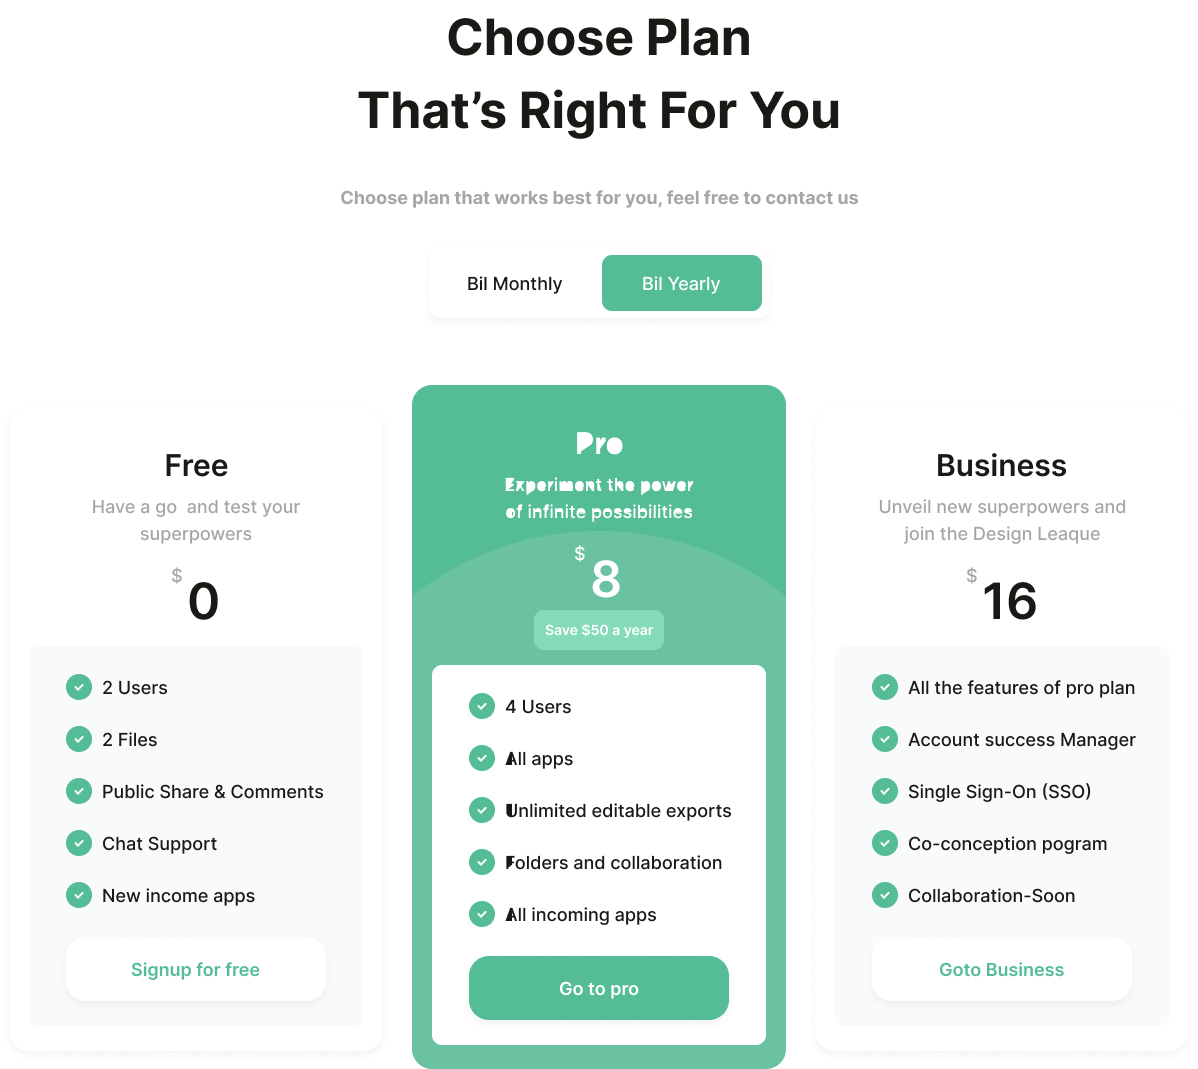 Choose Plan
That’s Right For You
Choose plan that works best for you, feel free to contact us
Bil Monthly
Bil Yearly
Free
Have a go  and test your
superpowers
$
0
2 Users
2 Files
Public Share & Comments
Chat Support
New income apps
Signup for free
Pro
Experiment the power
of infinite possibilities
$
8
Save $50 a year
4 Users
All apps
Unlimited editable exports
Folders and collaboration
All incoming apps
Go to pro
Business
Unveil new superpowers and
join the Design Leaque
$
16
All the features of pro plan
Account success Manager
Single Sign-On (SSO)
Co-conception pogram
Collaboration-Soon
Goto Business